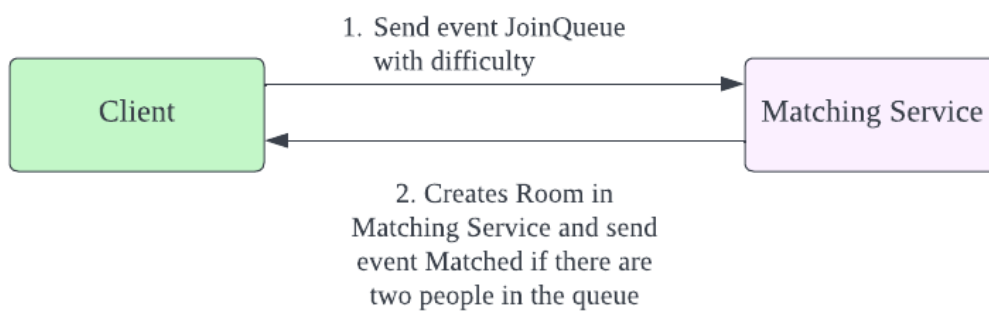 1. Send event JoinQueue
with difficulty
Client
Matching Service
2. Creates Room in
Matching Service and send
event Matched if there are
two people in the queue